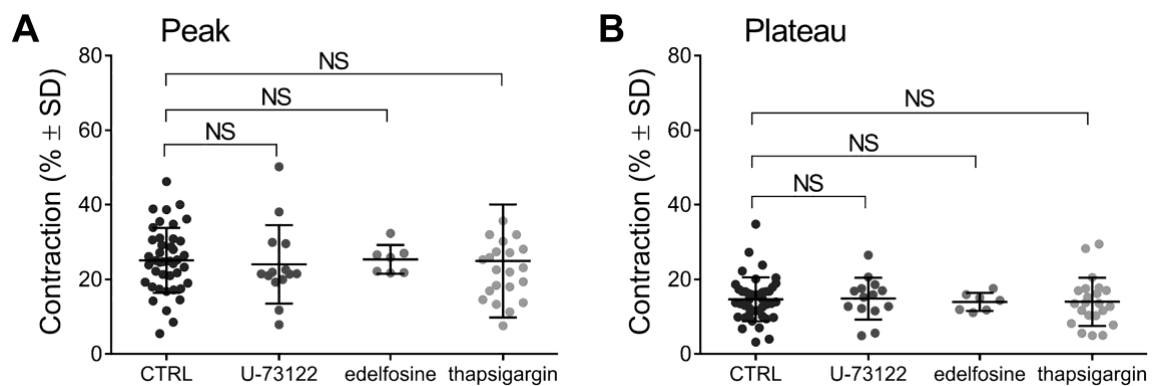 A Peak
Contraction (% ± SD)
80
60
40
20
0
NS
NS
NS
CTRL U-73122 edelfosine thapsigargin
B Plateau
Contraction (% ± SD)
80
60
40
20
0
NS
NS
NS
CTRL U-73122 edelfosine thapsigargin